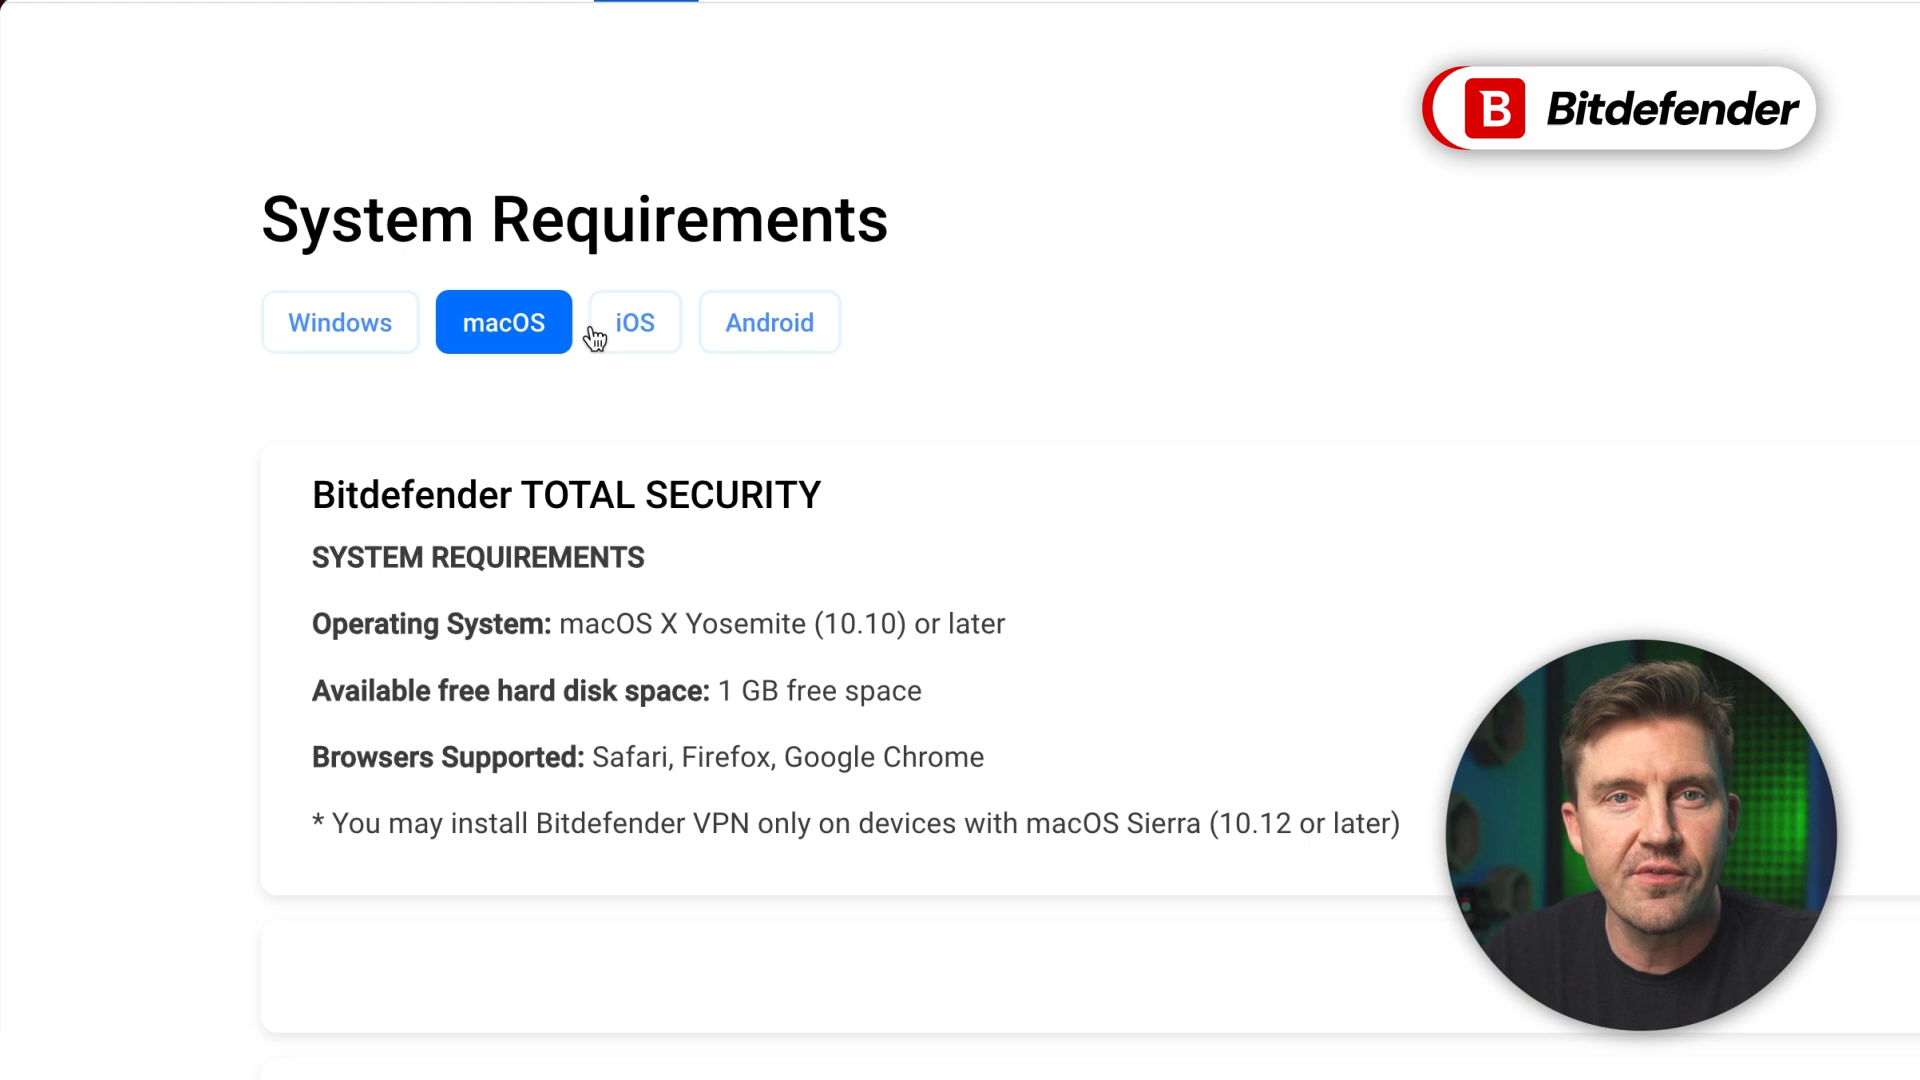 B Bitdefender
System Requirements
Windows
macOS
iOS
Android
Bitdefender TOTAL SECURITY
SYSTEM REQUIREMENTS
Operating System: macOS X Yosemite (10.10) or later
Available free hard disk space: 1 GB free space
Browsers Supported: Safari, Firefox, Google Chrome
* You may install Bitdefender VPN only on devices with macOS Sierra (10.12 or later)